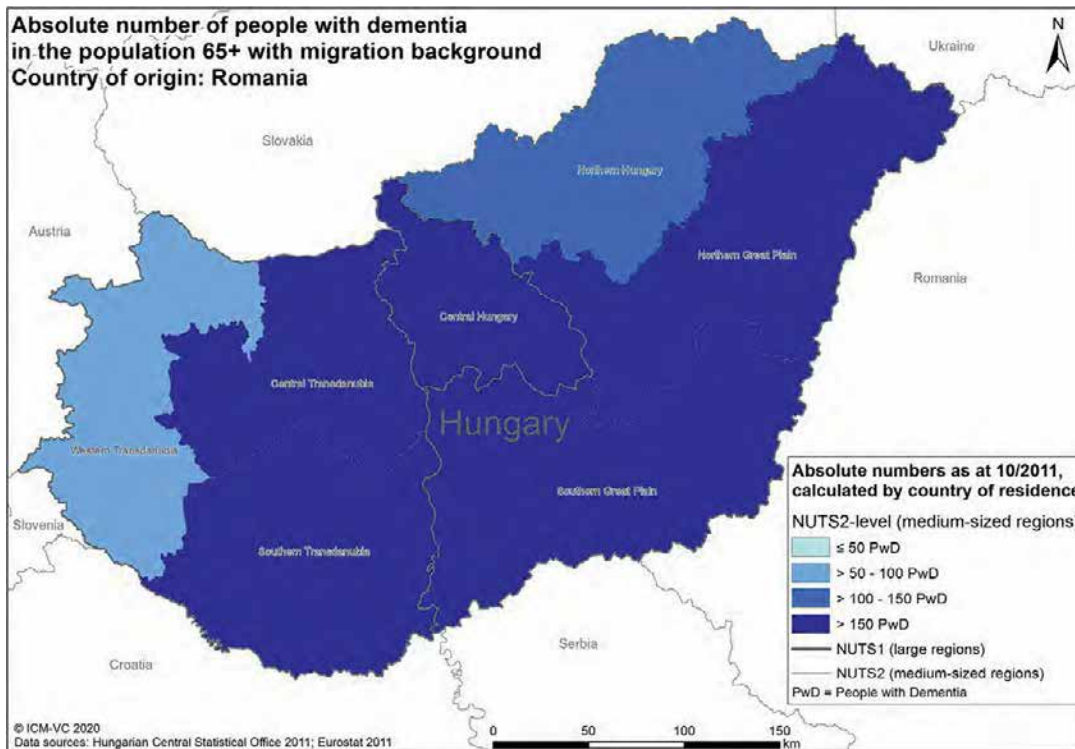 Absolute number of people with dementia
in the population 65+ with migration background
Country of origin: Romania
N
Ukraine
Slovakia
Northern Hungary
Austria
Northern Great Plain
Romania
Central Hungary
Central Transdanubia
Hungary
Western Transdanubia
Southern Great Plain
Slovenia
Southern Transdanubia
Croatia
Serbia
Absolute numbers as at 10/2011,
calculated by country of residence
NUTS2-level (medium-sized regions)
≤ 50 PwD
> 50 - 100 PwD
> 100 - 150 PwD
> 150 PwD
NUTS1 (large regions)
NUTS2 (medium-sized regions)
PwD = People with Dementia
© ICM-VC 2020
Data sources: Hungarian Central Statistical Office 2011; Eurostat 2011
0 50 100 150
km